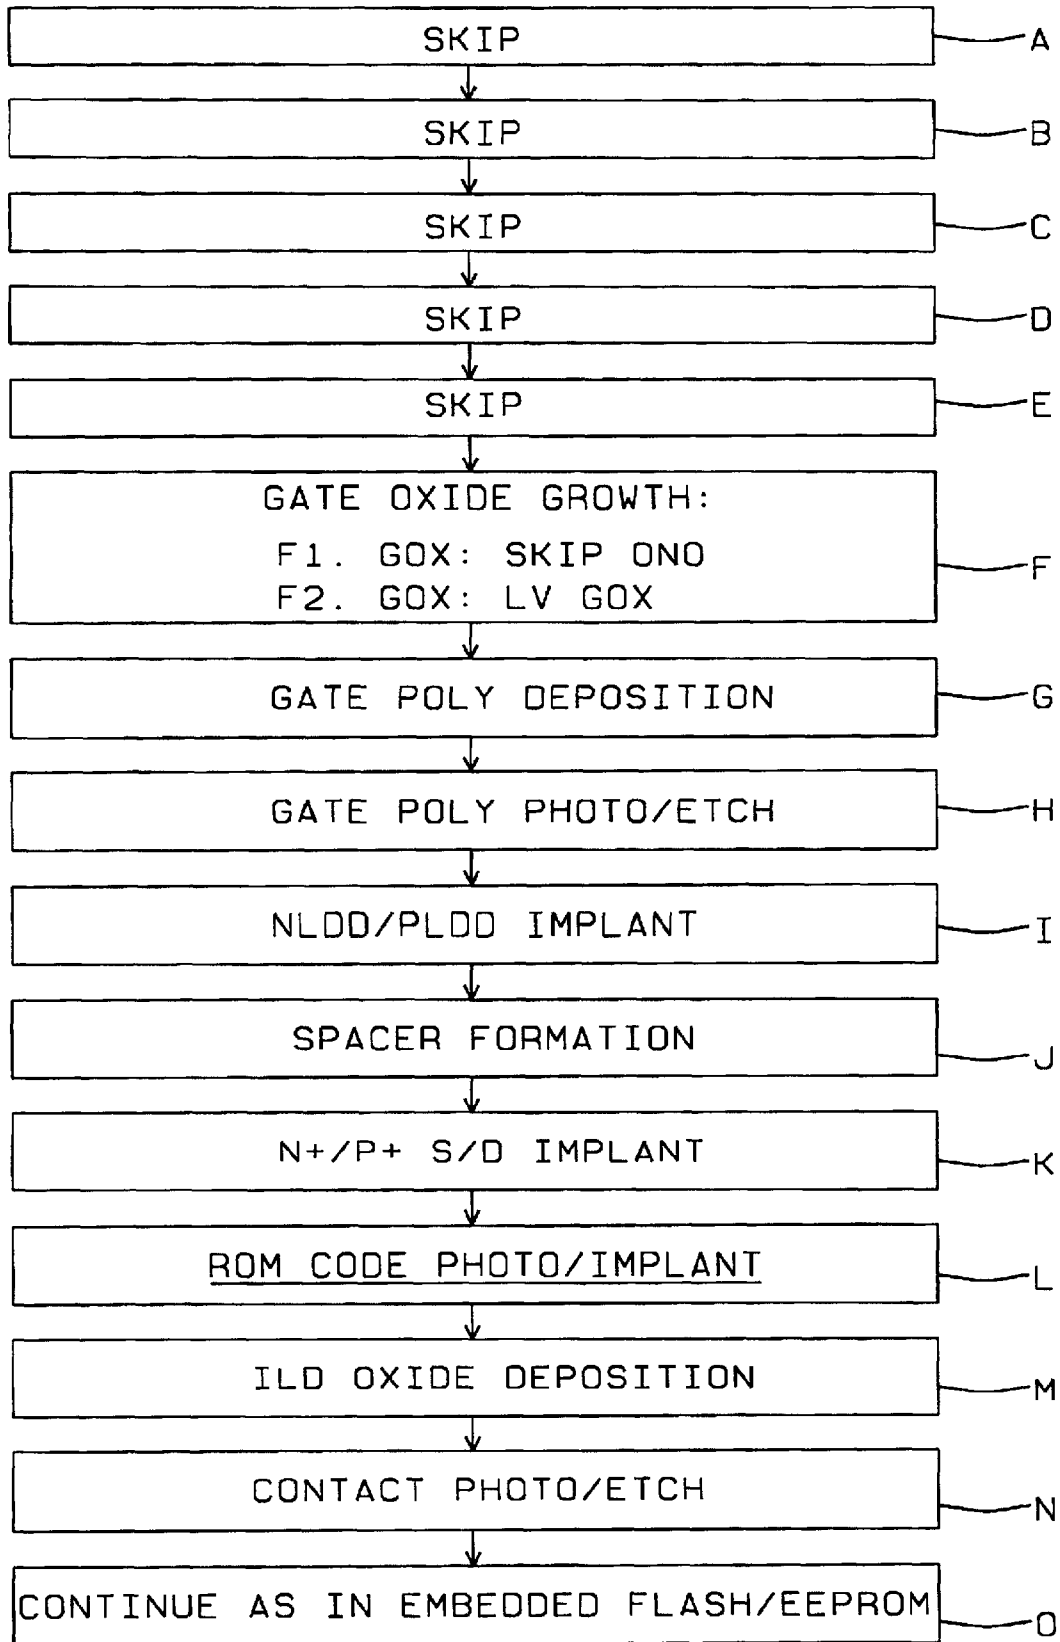 SKIP A
SKIP B
SKIP C
SKIP D
SKIP E
GATE OXIDE GROWTH:
F1. GOX: SKIP ONO
F2. GOX: LV GOX
F
GATE POLY DEPOSITION G
GATE POLY PHOTO/ETCH H
NLDD/PLDD IMPLANT I
SPACER FORMATION J
N+/P+ S/D IMPLANT K
ROM CODE PHOTO/IMPLANT L
ILD OXIDE DEPOSITION M
CONTACT PHOTO/ETCH N
CONTINUE AS IN EMBEDDED FLASH/EEPROM O